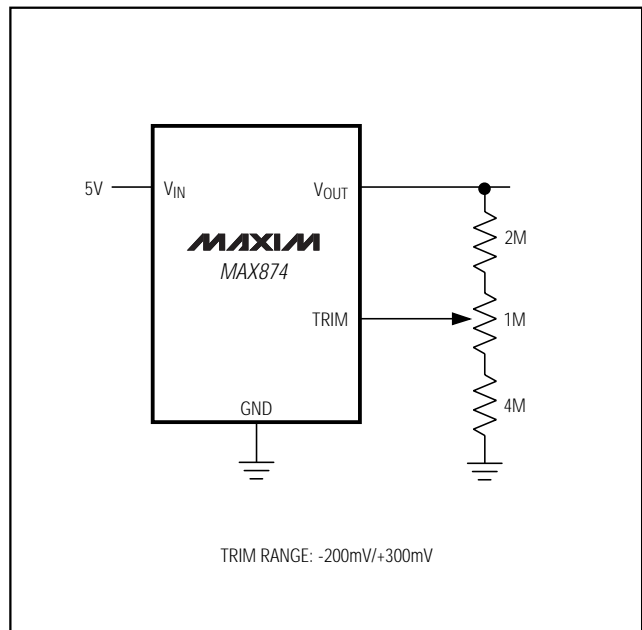 5V
VIN
VOUT
MAXIM
MAX874
2M
TRIM
1M
GND
4M
TRIM RANGE: -200mV/+300mV